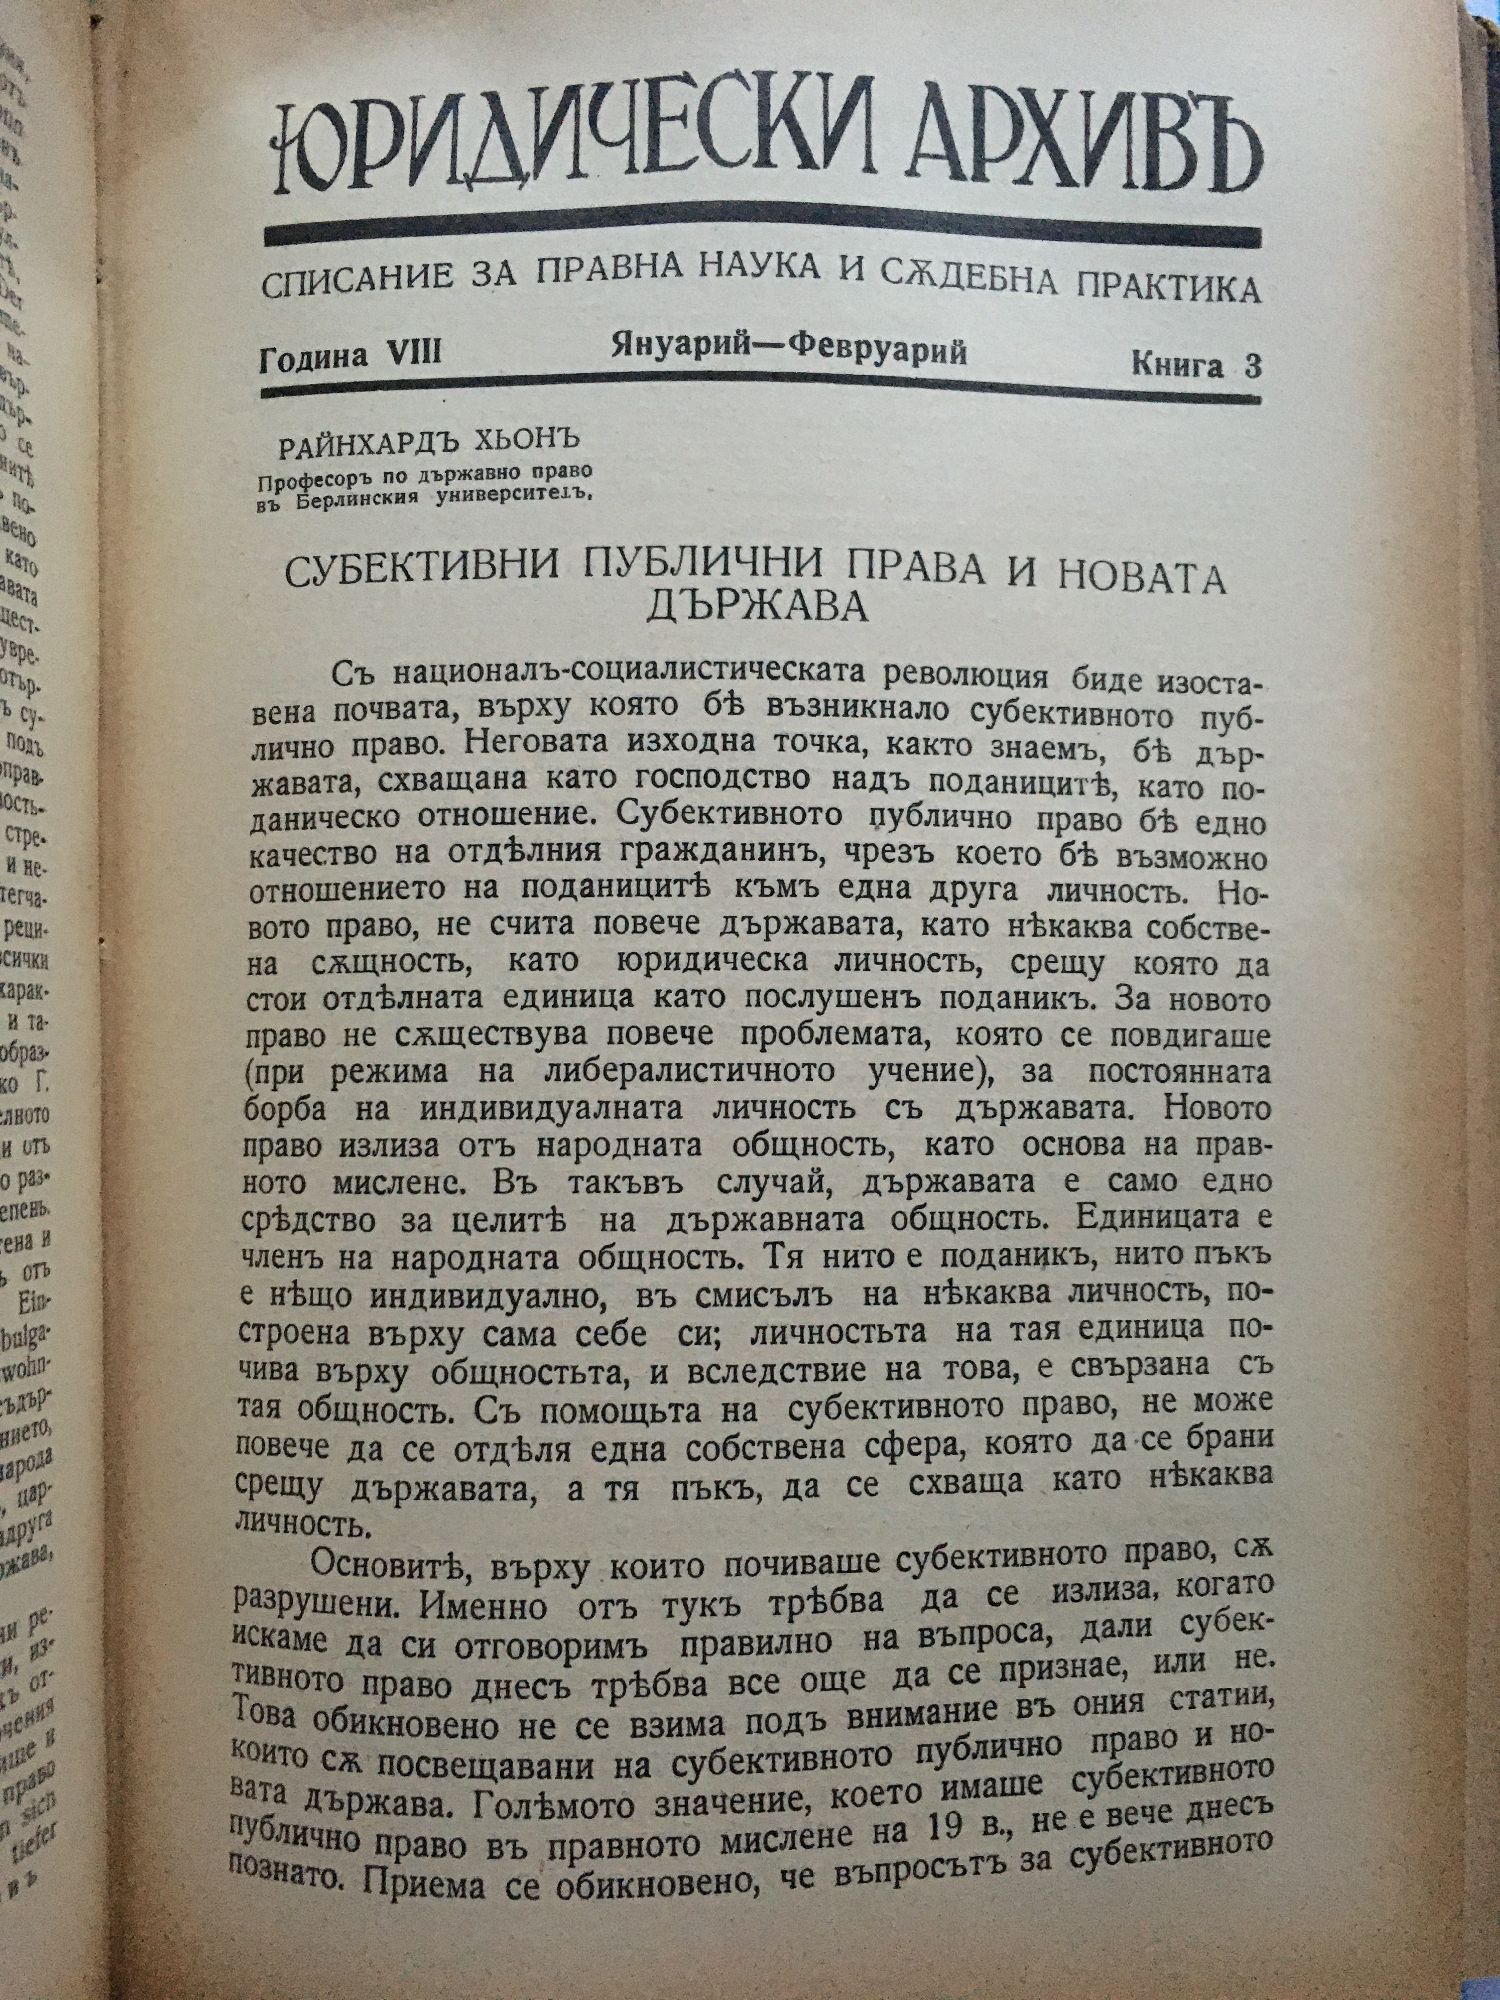 ЮРИДИЧЕСКИ АРХИВЪ
СПИСАНИЕ ЗА ПРАВНА НАУКА И СѪДЕБНА ПРАКТИКА
Година VIII Януарий—Февруарий Книга 3
РАЙНХАРДЪ ХЬОНЪ
Професоръ по държавно право
въ Берлинския университетъ.
СУБЕКТИВНИ ПУБЛИЧНИ ПРАВА И НОВАТА
ДЪРЖАВА
Съ националъ-социалистическата революция биде изоста-
вена почвата, върху която бѣ възникнало субективното пуб-
лично право. Неговата изходна точка, както знаемъ, бѣ дър-
жавата, схващана като господство надъ поданицитѣ, като по-
даническо отношение. Субективното публично право бѣ едно
качество на отдѣлния гражданинъ, чрезъ което бѣ възможно
отношението на поданицитѣ къмъ една друга личность. Но-
вото право, не счита повече държавата, като нѣкаква собстве-
на сѫщность, като юридическа личность, срещу която да
стои отдѣлната единица като послушенъ поданикъ. За новото
право не сѫществува повече проблемата, която се повдигаше
(при режима на либералистичното учение), за постоянната
борба на индивидуалната личность съ държавата. Новото
право излиза отъ народната общность, като основа на прав-
ното мислене. Въ такъвъ случай, държавата е само едно
срѣдство за целитѣ на държавната общность. Единицата е
членъ на народната общность. Тя нито е поданикъ, нито пъкъ
е нѣщо индивидуално, въ смисълъ на нѣкаква личность, по-
строена върху сама себе си; личностьта на тая единица по-
чива върху общностьта, и вследствие на това, е свързана съ
тая общность. Съ помощьта на субективното право, не може
повече да се отдѣля една собствена сфера, която да се брани
срещу държавата, а тя пъкъ, да се схваща като нѣкаква
личность.
Основитѣ, върху които почиваше субективното право, сѫ
разрушени. Именно отъ тукъ трѣбва да се излиза, когато
искаме да си отговоримъ правилно на въпроса, дали субек-
тивното право днесъ трѣбва все още да се признае, или не.
Това обикновено не се взима подъ внимание въ ония статии,
които сѫ посвещавани на субективното публично право и но-
вата държава. Голѣмото значение, което имаше субективното
публично право въ правното мислене на 19 в., не е вече днесъ
познато. Приема се обикновено, че въпросътъ за субективното